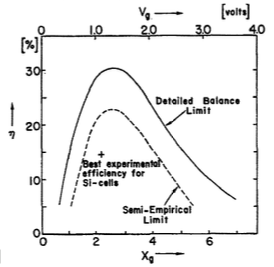 Vg → [volts]
0 1.0 2.0 3.0 4.0
[%]
30
20
10
η →
Detailed Balance
Limit
+
Best experimental
efficiency for
Si-cells
Semi-Empirical
Limit
0 2 4 6
Xg →